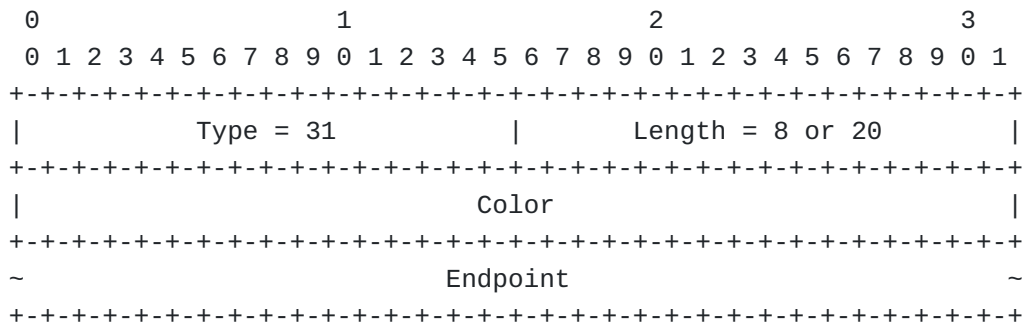 0                   1                   2                   3
 0 1 2 3 4 5 6 7 8 9 0 1 2 3 4 5 6 7 8 9 0 1 2 3 4 5 6 7 8 9 0 1
+-+-+-+-+-+-+-+-+-+-+-+-+-+-+-+-+-+-+-+-+-+-+-+-+-+-+-+-+-+-+-+-+
|           Type = 31           |       Length = 8 or 20        |
+-+-+-+-+-+-+-+-+-+-+-+-+-+-+-+-+-+-+-+-+-+-+-+-+-+-+-+-+-+-+-+-+
|                             Color                             |
+-+-+-+-+-+-+-+-+-+-+-+-+-+-+-+-+-+-+-+-+-+-+-+-+-+-+-+-+-+-+-+-+
~                           Endpoint                            ~
+-+-+-+-+-+-+-+-+-+-+-+-+-+-+-+-+-+-+-+-+-+-+-+-+-+-+-+-+-+-+-+-+